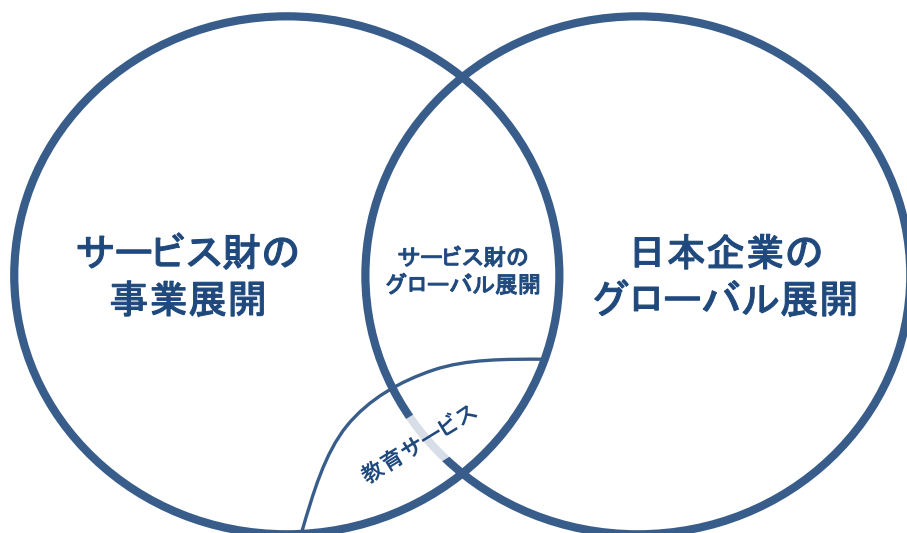 サービス財の
事業展開
サービス財の
グローバル展開
日本企業の
グローバル展開
教育サービス